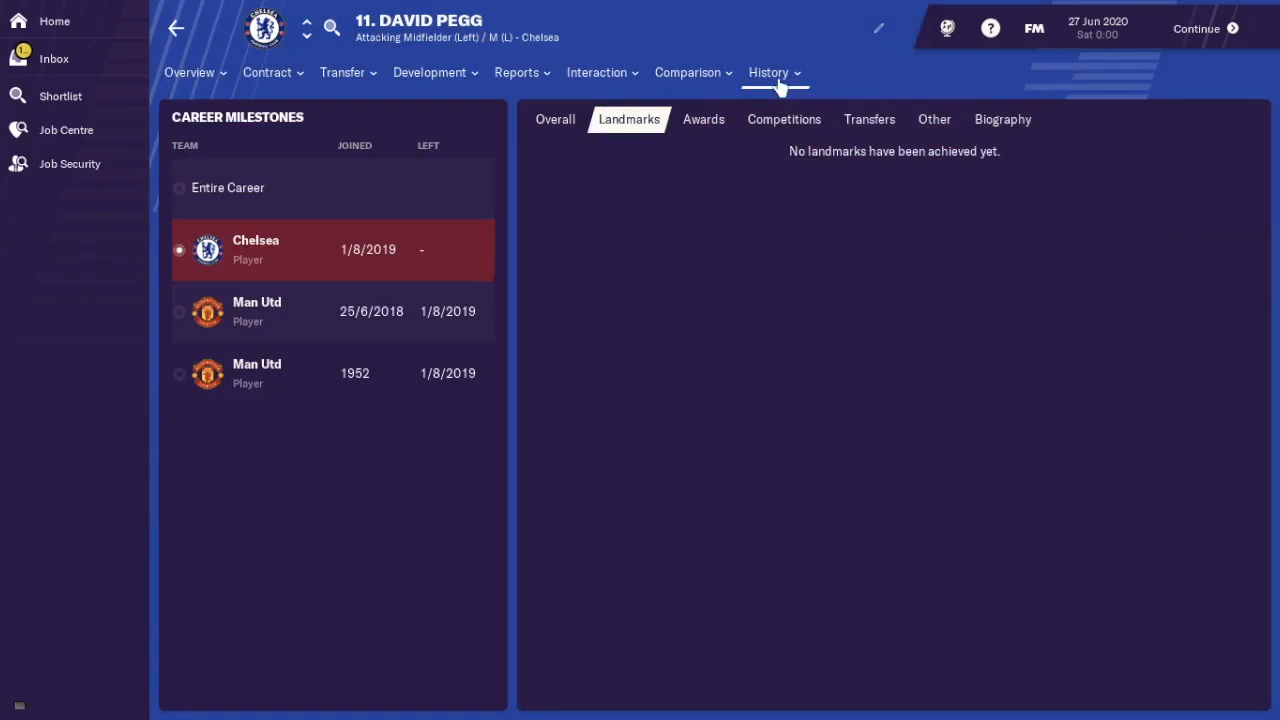 Home
Inbox
Shortlist
Job Centre
Job Security
11. DAVID PEGG
Attacking Midfielder (Left) / M (L) - Chelsea
FM
27 Jun 2020
Sat 0:00
Continue
Overview
Contract
Transfer
Development
Reports
Interaction
Comparison
History
CAREER MILESTONES
TEAM JOINED LEFT
Entire Career
Chelsea
Player
1/8/2019 -
Man Utd
Player
25/6/2018 1/8/2019
Man Utd
Player
1952 1/8/2019
Overall Landmarks Awards Competitions Transfers Other Biography
No landmarks have been achieved yet.